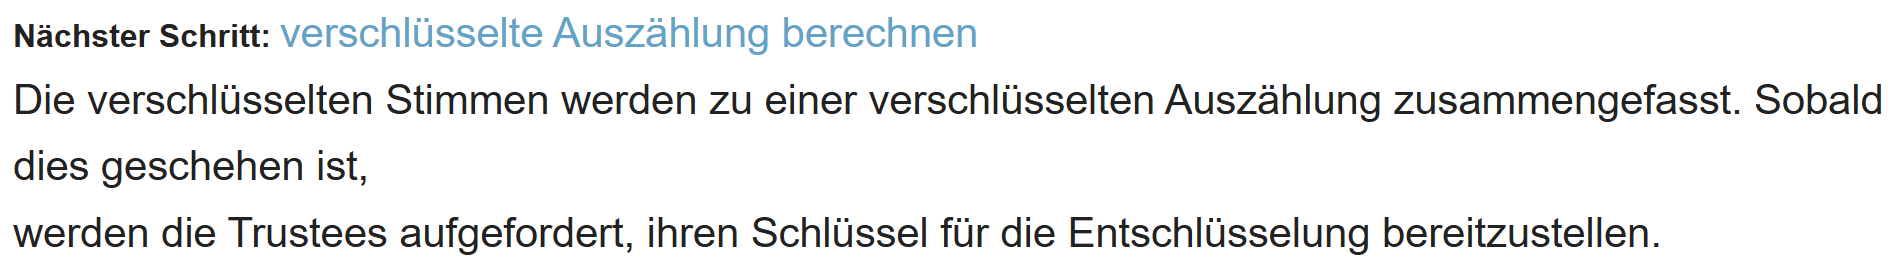 Nächster Schritt: verschlüsselte Auszählung berechnen
Die verschlüsselten Stimmen werden zu einer verschlüsselten Auszählung zusammengefasst. Sobald
dies geschehen ist,
werden die Trustees aufgefordert, ihren Schlüssel für die Entschlüsselung bereitzustellen.